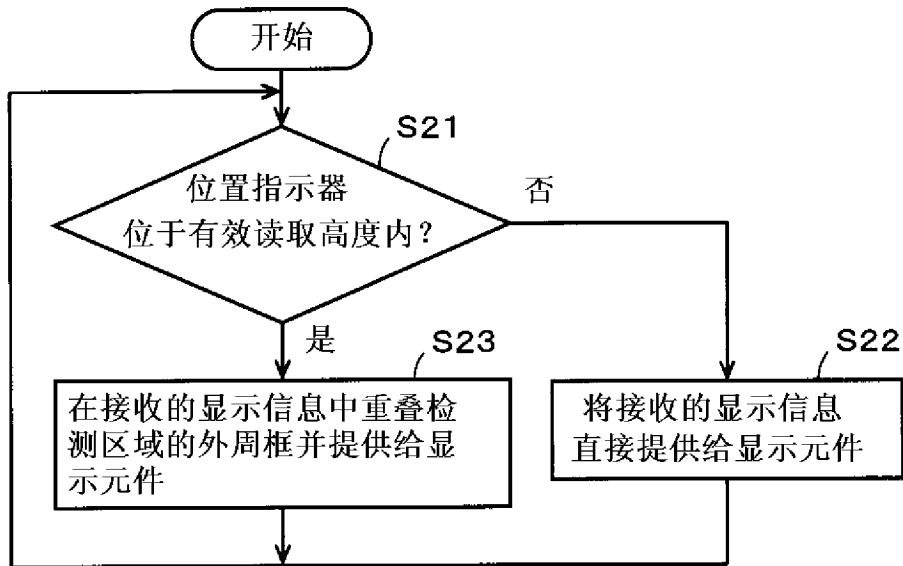 开始
S21
位置指示器
位于有效读取高度内？
否
是
S23
在接收的显示信息中重叠检
测区域的外周框并提供给显
示元件
S22
将接收的显示信息
直接提供给显示元件